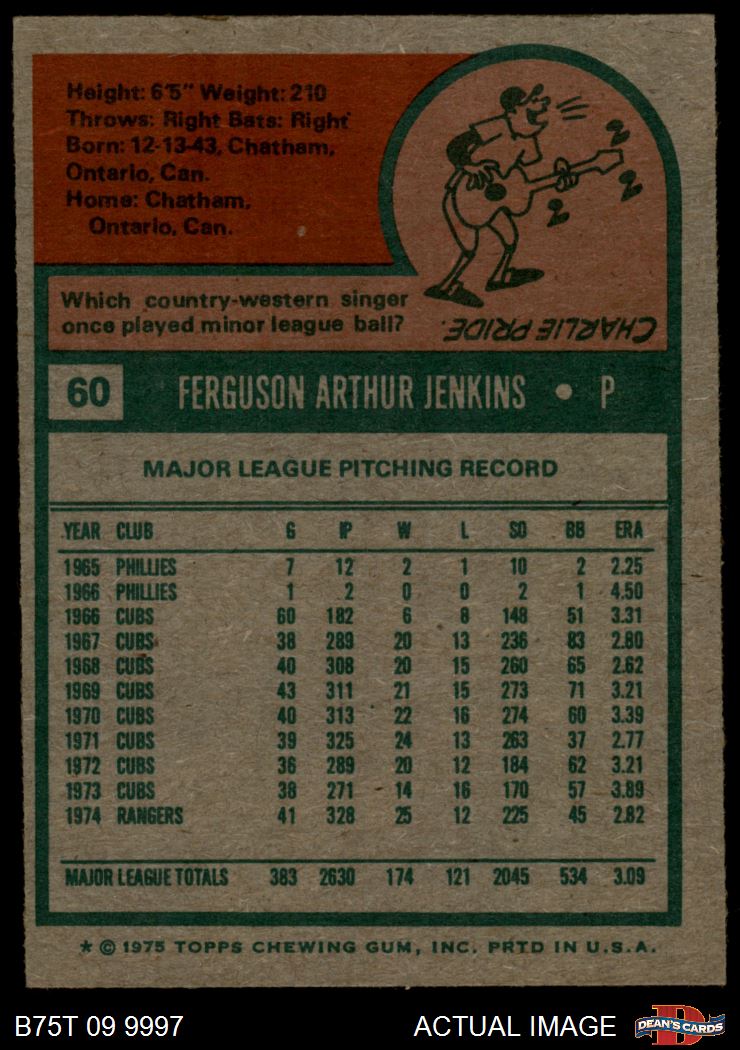 Height: 6'5" Weight: 210
Throws: Right Bats: Right
Born: 12-13-43, Chatham,
Ontario, Can.
Home: Chatham,
Ontario, Can.
Which country-western singer
once played minor league ball?
CHARLIE PRIDE.
60 FERGUSON ARTHUR JENKINS • P
MAJOR LEAGUE PITCHING RECORD
YEAR CLUB G IP W L SO BB ERA
1965 PHILLIES 7 12 2 1 10 2 2.25
1966 PHILLIES 1 2 0 0 2 1 4.50
1966 CUBS 60 182 6 8 148 51 3.31
1967 CUBS 38 289 20 13 236 83 2.80
1968 CUBS 40 308 20 15 260 65 2.62
1969 CUBS 43 311 21 15 273 71 3.21
1970 CUBS 40 313 22 16 274 60 3.39
1971 CUBS 39 325 24 13 263 37 2.77
1972 CUBS 36 289 20 12 184 62 3.21
1973 CUBS 38 271 14 16 170 57 3.89
1974 RANGERS 41 328 25 12 225 45 2.82
MAJOR LEAGUE TOTALS 383 2630 174 121 2045 534 3.09
* © 1975 TOPPS CHEWING GUM, INC. PRTD IN U.S.A.
B75T 09 9997 ACTUAL IMAGE DEAN'S CARDS